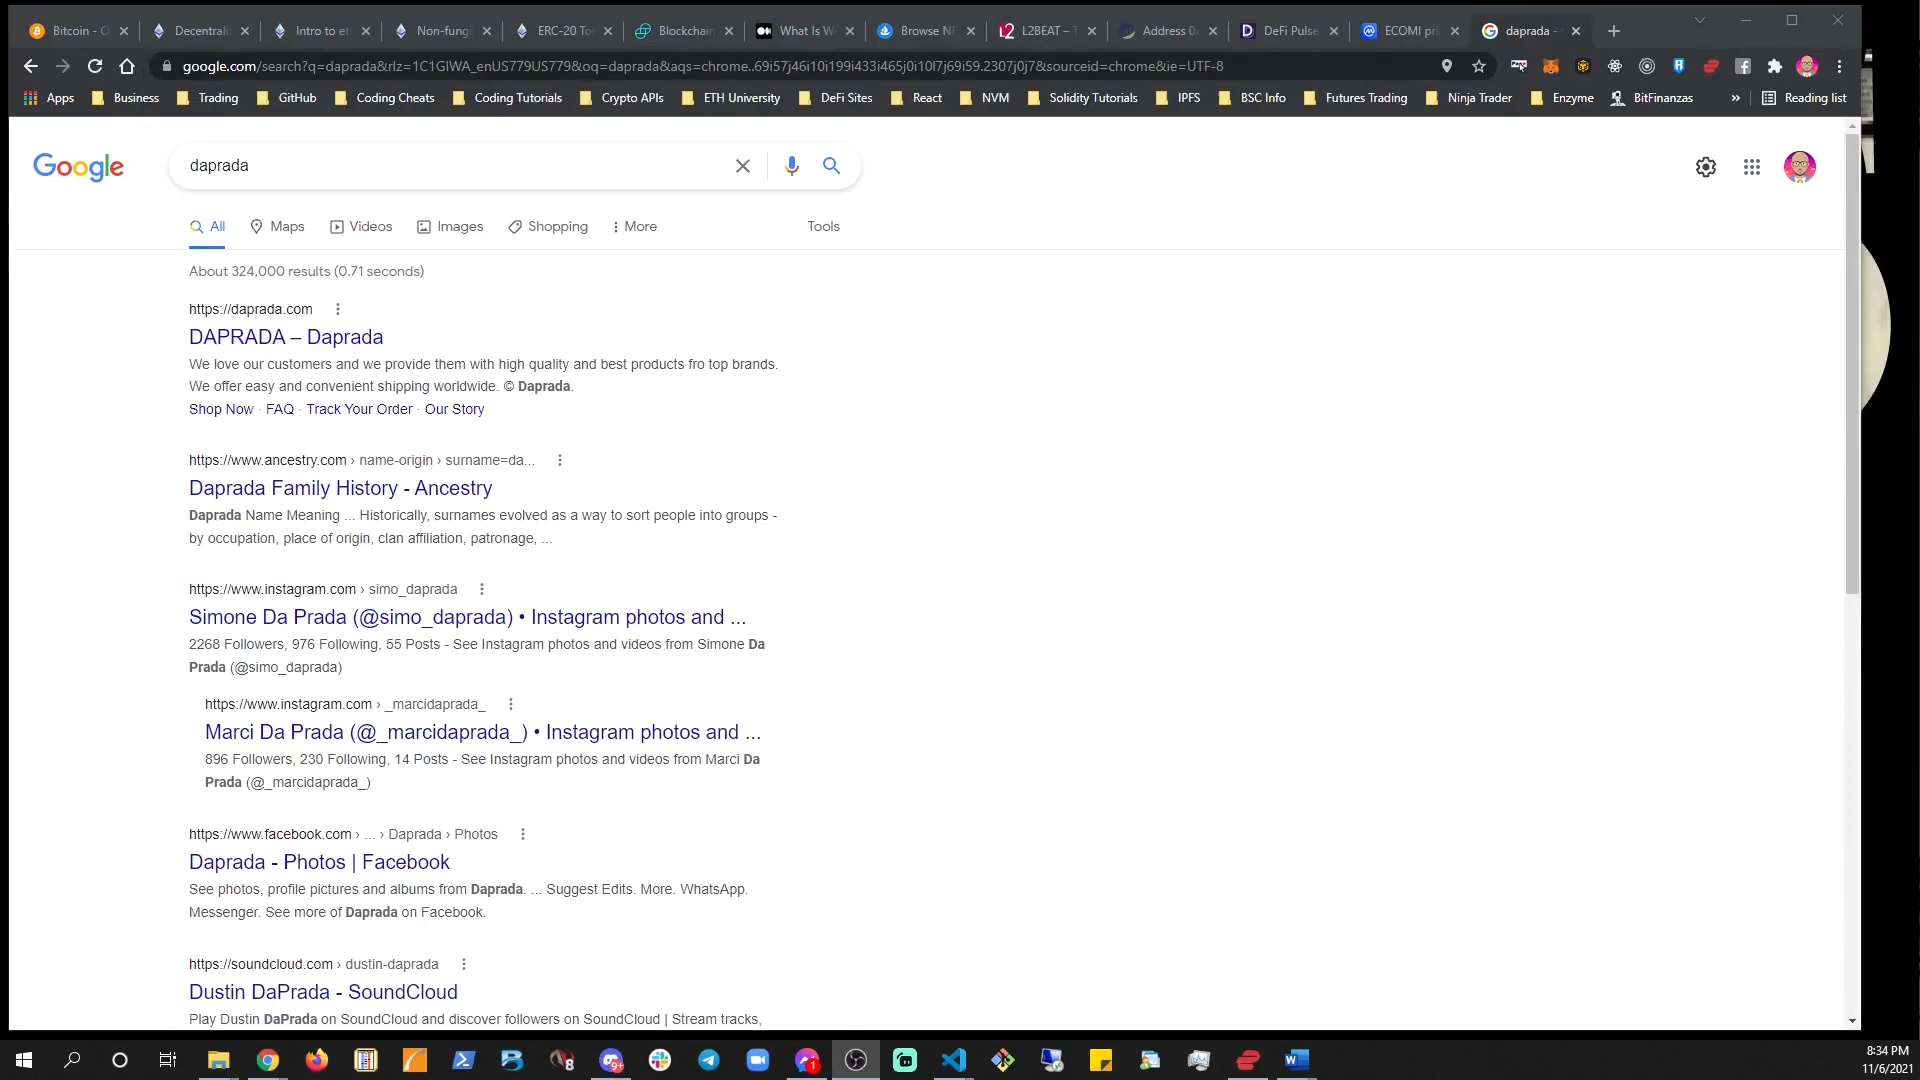 Bitcoin - O
Decentrali
Intro to et
Non-fungi
ERC-20 To
Blockchain
What Is W
Browse NF
L2BEAT – T
Address 0x
DeFi Pulse
ECOMI pri
daprada -
google.com/search?q=daprada&rlz=1C1GIWA_enUS779US779&oq=daprada&aqs=chrome..69i57j46i10i199i433i465j0i10l7j69i59.2307j0j7&sourceid=chrome&ie=UTF-8
Apps Business Trading GitHub Coding Cheats Coding Tutorials Crypto APIs ETH University DeFi Sites React NVM Solidity Tutorials IPFS BSC Info Futures Trading Ninja Trader Enzyme BitFinanzas » Reading list
Google
daprada
All Maps Videos Images Shopping More Tools
About 324,000 results (0.71 seconds)
https://daprada.com
DAPRADA – Daprada
We love our customers and we provide them with high quality and best products fro top brands.
We offer easy and convenient shipping worldwide. © Daprada.
Shop Now · FAQ · Track Your Order · Our Story
https://www.ancestry.com › name-origin › surname=da...
Daprada Family History - Ancestry
Daprada Name Meaning ... Historically, surnames evolved as a way to sort people into groups -
by occupation, place of origin, clan affiliation, patronage, ...
https://www.instagram.com › simo_daprada
Simone Da Prada (@simo_daprada) • Instagram photos and ...
2268 Followers, 976 Following, 55 Posts - See Instagram photos and videos from Simone Da
Prada (@simo_daprada)
https://www.instagram.com › _marcidaprada_
Marci Da Prada (@_marcidaprada_) • Instagram photos and ...
896 Followers, 230 Following, 14 Posts - See Instagram photos and videos from Marci Da
Prada (@_marcidaprada_)
https://www.facebook.com › ... › Daprada › Photos
Daprada - Photos | Facebook
See photos, profile pictures and albums from Daprada. ... Suggest Edits. More. WhatsApp.
Messenger. See more of Daprada on Facebook.
https://soundcloud.com › dustin-daprada
Dustin DaPrada - SoundCloud
Play Dustin DaPrada on SoundCloud and discover followers on SoundCloud | Stream tracks,
8:34 PM
11/6/2021